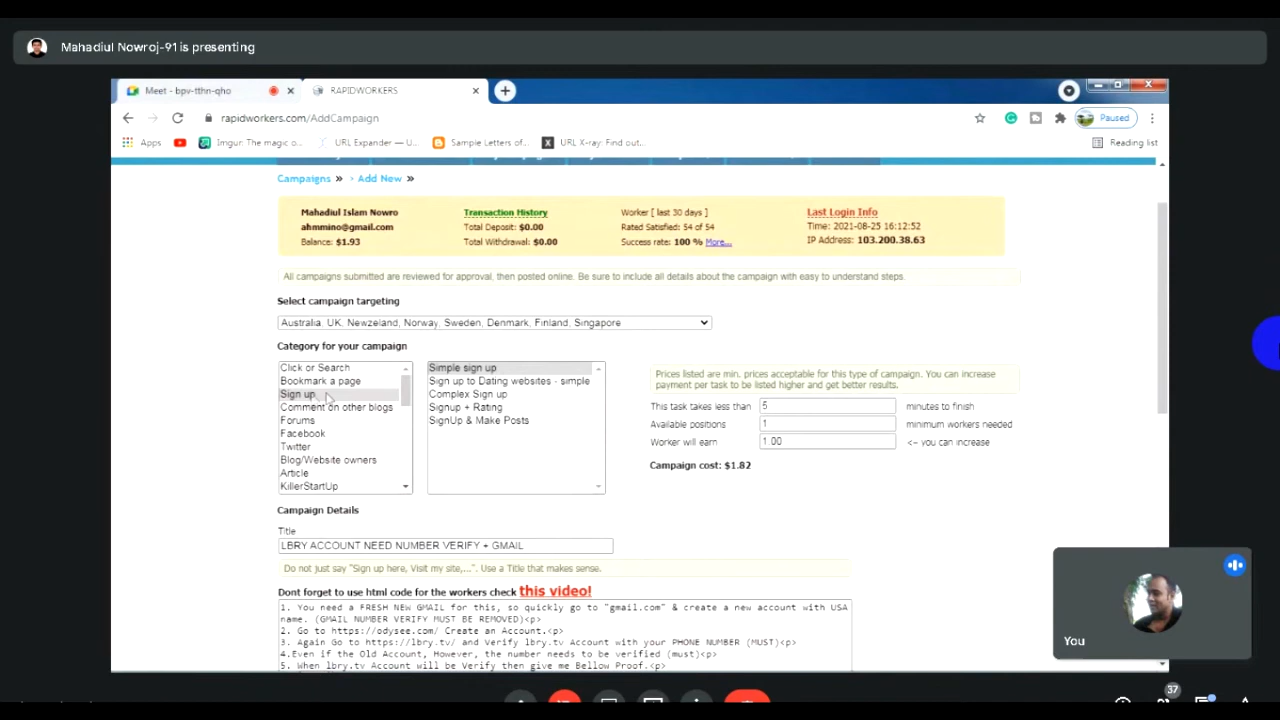 Mahadiul Nowroj-91 is presenting
Meet - bpv-tthn-qho
RAPIDWORKERS
rapidworkers.com/AddCampaign
Paused
Apps
Imgur: The magic o...
URL Expander — U...
Sample Letters of...
URL X-ray: Find out...
Reading list
Campaigns » › Add New »
Mahadiul Islam Nowro
ahmmino@gmail.com
Balance: $1.93
Transaction History
Total Deposit: $0.00
Total Withdrawal: $0.00
Worker [ last 30 days ]
Rated Satisfied: 54 of 54
Success rate: 100 % More...
Last Login Info
Time: 2021-08-25 16:12:52
IP Address: 103.200.38.63
All campaigns submitted are reviewed for approval, then posted online. Be sure to include all details about the campaign with easy to understand steps.
Select campaign targeting
Australia, UK, Newzeland, Norway, Sweden, Denmark, Finland, Singapore
Category for your campaign
Click or Search
Bookmark a page
Sign up
Comment on other blogs
Forums
Facebook
Twitter
Blog/Website owners
Article
KillerStartUp
Simple sign up
Sign up to Dating websites - simple
Complex Sign up
Signup + Rating
SignUp & Make Posts
Prices listed are min. prices acceptable for this type of campaign. You can increase
payment per task to be listed higher and get better results.
This task takes less than 5 minutes to finish
Available positions 1 minimum workers needed
Worker will earn 1.00 <- you can increase
Campaign cost: $1.82
Campaign Details
Title
LBRY ACCOUNT NEED NUMBER VERIFY + GMAIL
Do not just say "Sign up here, Visit my site,...". Use a Title that makes sense.
Dont forget to use html code for the workers check this video!
1. You need a FRESH NEW GMAIL for this, so quickly go to "gmail.com" & create a new account with USA
name. (GMAIL NUMBER VERIFY MUST BE REMOVED)<p>
2. Go to https://odysee.com/ Create an Account.<p>
3. Again Go to https://lbry.tv/ and Verify lbry.tv Account with your PHONE NUMBER (MUST)<p>
4.Even if the Old Account, However, the number needs to be verified (must)<p>
5. When lbry.tv Account will be Verify then give me Bellow Proof.<p>
You
37